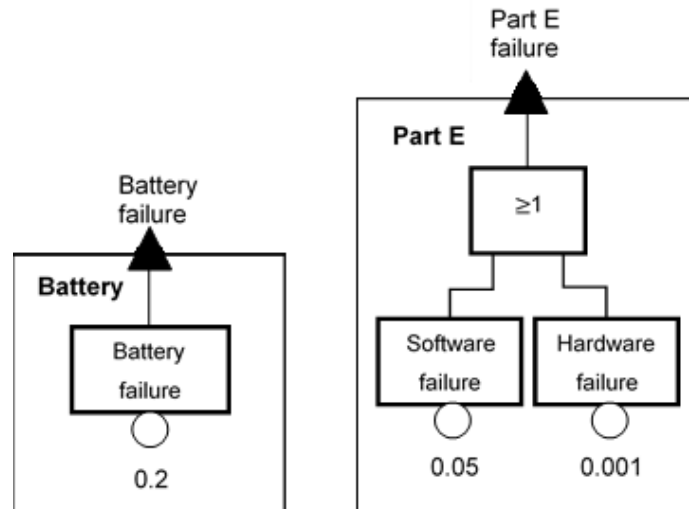 Battery
failure
Battery
Battery
failure
0.2
Part E
failure
Part E
≥1
Software
failure
Hardware
failure
0.05
0.001